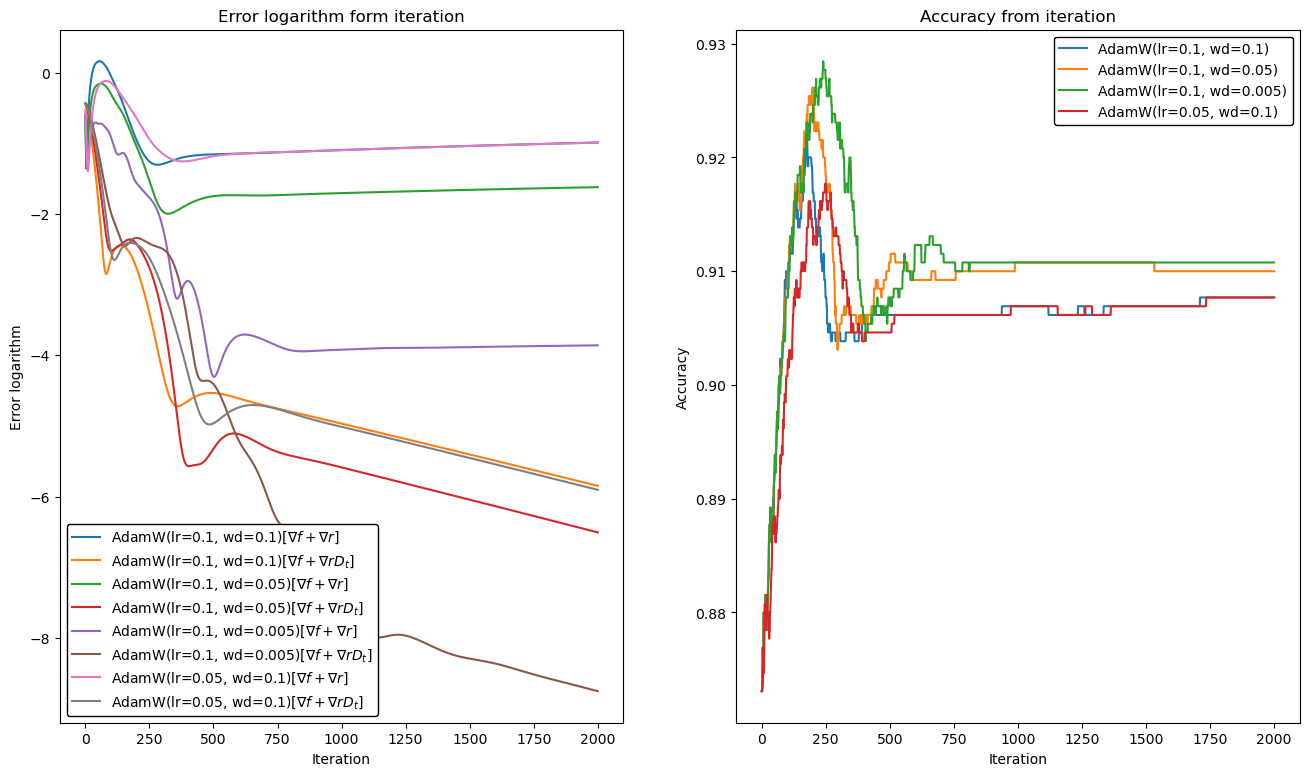 Error logarithm form iteration
Error logarithm
0
−2
−4
−6
−8
AdamW(lr=0.1, wd=0.1)[∇f + ∇r]
AdamW(lr=0.1, wd=0.1)[∇f + ∇rDₜ]
AdamW(lr=0.1, wd=0.05)[∇f + ∇r]
AdamW(lr=0.1, wd=0.05)[∇f + ∇rDₜ]
AdamW(lr=0.1, wd=0.005)[∇f + ∇r]
AdamW(lr=0.1, wd=0.005)[∇f + ∇rDₜ]
AdamW(lr=0.05, wd=0.1)[∇f + ∇r]
AdamW(lr=0.05, wd=0.1)[∇f + ∇rDₜ]
0 250 500 750 1000 1250 1500 1750 2000
Iteration
Accuracy from iteration
Accuracy
0.93
0.92
0.91
0.90
0.89
0.88
AdamW(lr=0.1, wd=0.1)
AdamW(lr=0.1, wd=0.05)
AdamW(lr=0.1, wd=0.005)
AdamW(lr=0.05, wd=0.1)
0 250 500 750 1000 1250 1500 1750 2000
Iteration